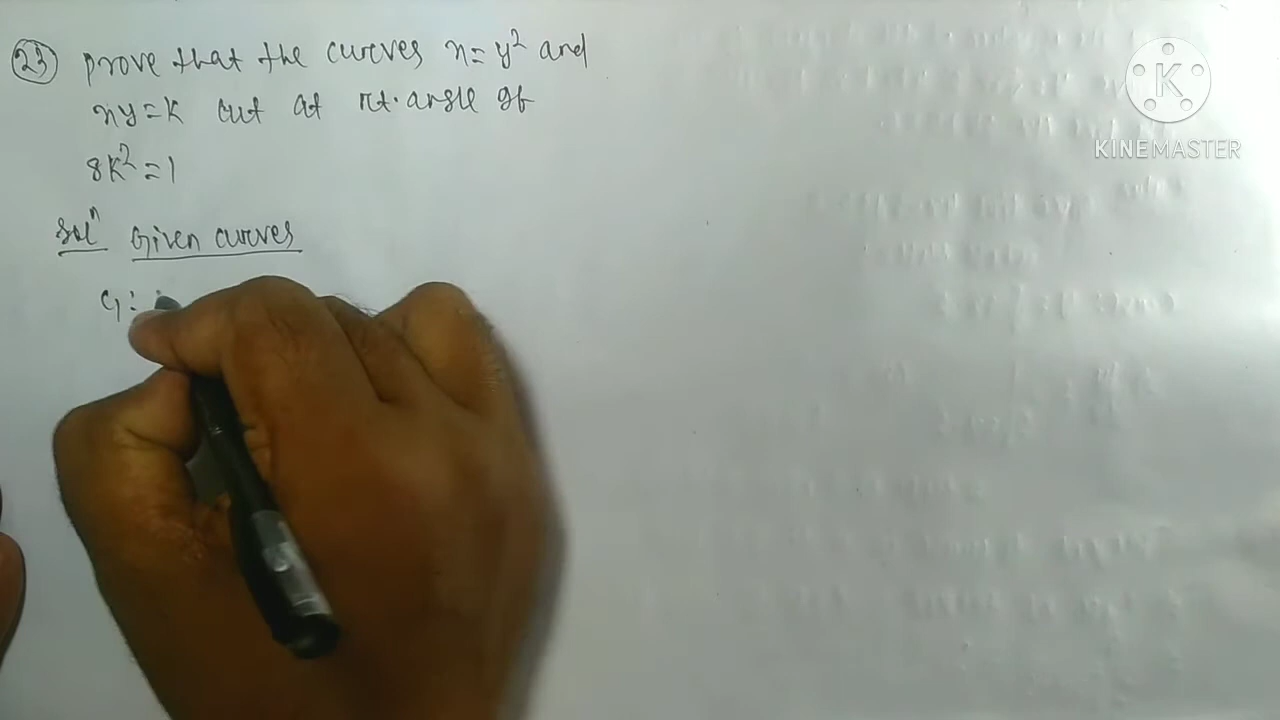 23 prove that the curves x = y² and
xy = k cut at rt. angle if
8k² = 1
Solⁿ Given curves
C₁ :
K
KINEMASTER